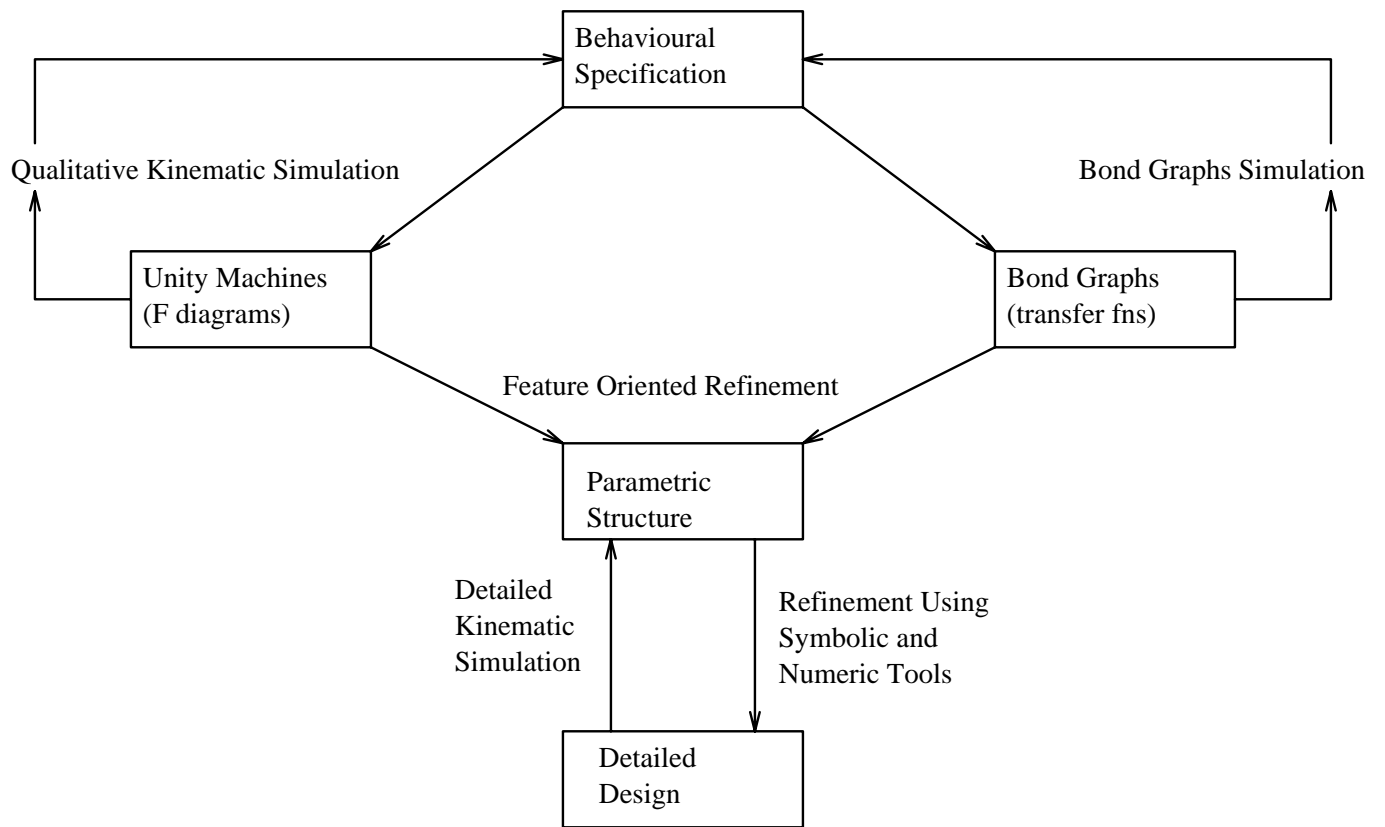 Behavioural
Specification
Qualitative Kinematic Simulation
Bond Graphs Simulation
Unity Machines
(F diagrams)
Bond Graphs
(transfer fns)
Feature Oriented Refinement
Parametric
Structure
Detailed
Kinematic
Simulation
Refinement Using
Symbolic and
Numeric Tools
Detailed
Design